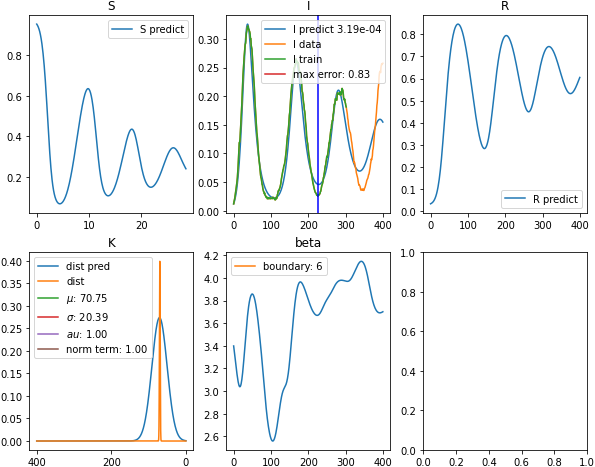 S
I
R
S predict
I predict 3.19e-04
I data
I train
max error: 0.83
R predict
0.8
0.6
0.4
0.2
0 10 20
0.30
0.25
0.20
0.15
0.10
0.05
0.00
0 100 200 300 400
0.8
0.7
0.6
0.5
0.4
0.3
0.2
0.1
0.0
0 100 200 300 400
K
beta
dist pred
dist
μ: 70.75
σ: 20.39
au: 1.00
norm term: 1.00
boundary: 6
0.40
0.35
0.30
0.25
0.20
0.15
0.10
0.05
0.00
400 200 0
4.2
4.0
3.8
3.6
3.4
3.2
3.0
2.8
2.6
0 100 200 300 400
1.0
0.8
0.6
0.4
0.2
0.0
0.0 0.2 0.4 0.6 0.8 1.0